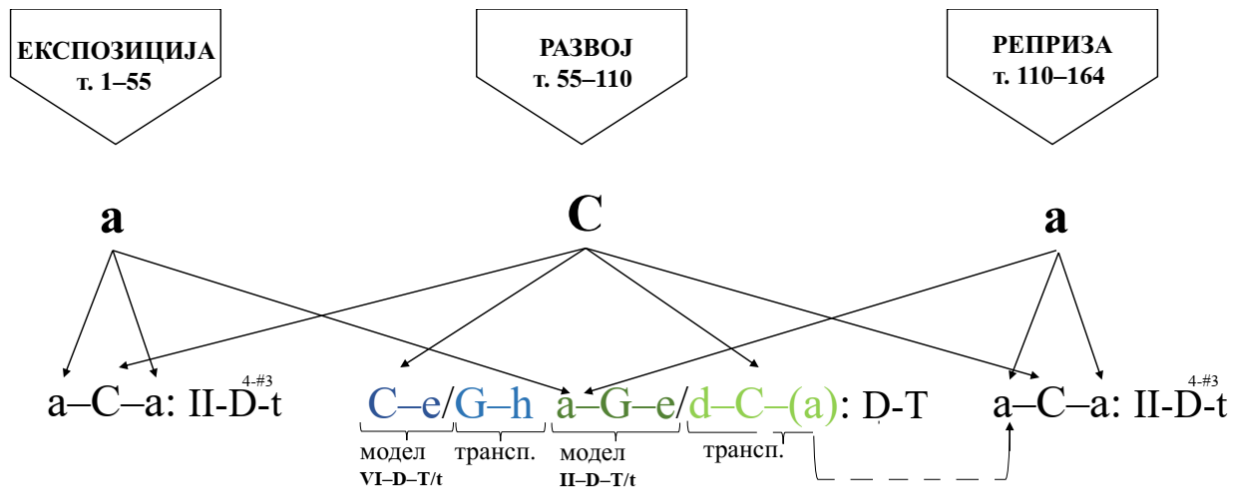 ЕКСПОЗИЦИЈА
т. 1–55
РАЗВОЈ
т. 55–110
РЕПРИЗА
т. 110–164
a
C
a
a–C–a: II-D-t
4-#3
C–e/G–h a–G–e/d–C–(a): D-T
a–C–a: II-D-t
4-#3
модел
VI–D–T/t
трансп.
модел
II–D–T/t
трансп.